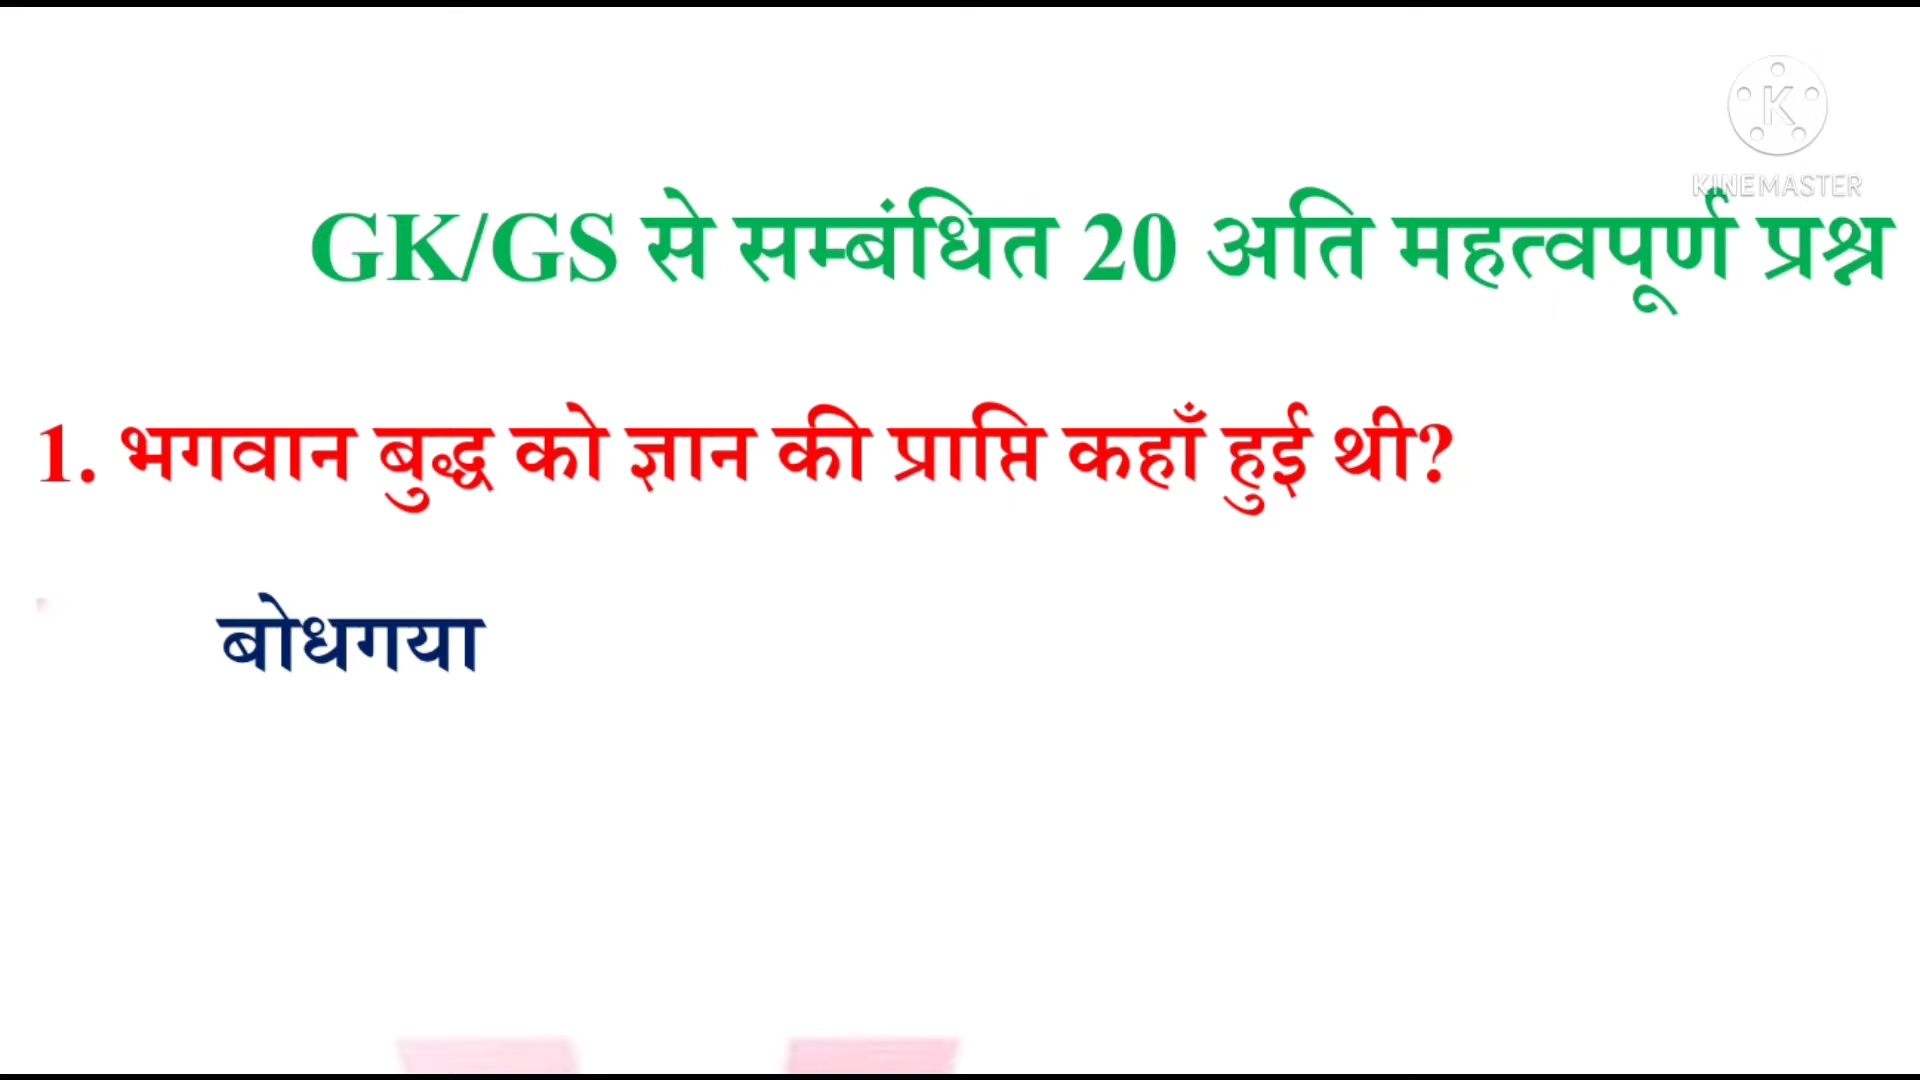 K
KINEMASTER
GK/GS से सम्बंधित 20 अति महत्वपूर्ण प्रश्न
1. भगवान बुद्ध को ज्ञान की प्राप्ति कहाँ हुई थी?
बोधगया